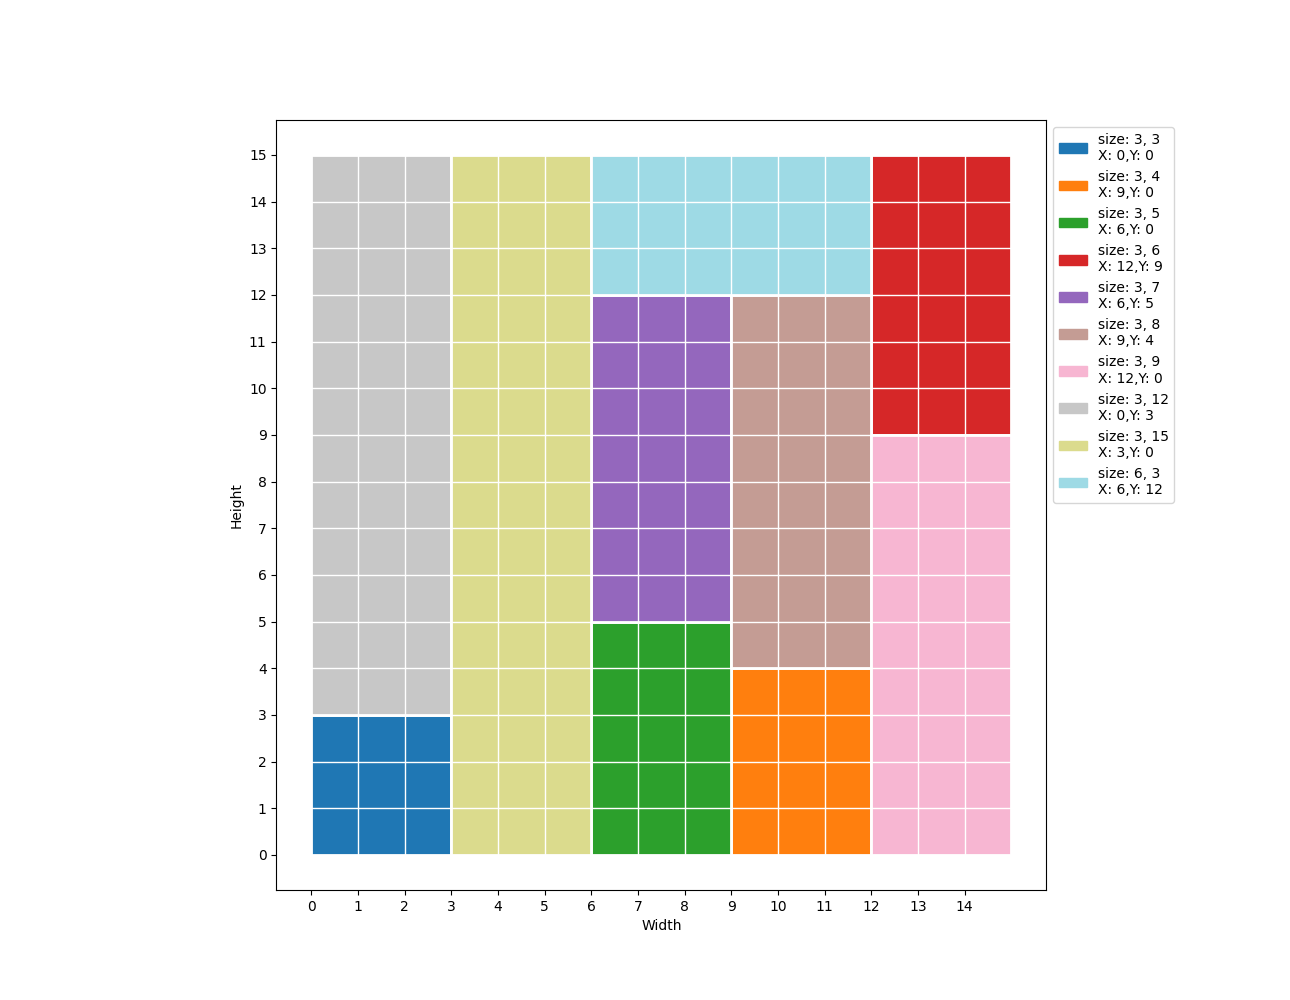 15
14
13
12
11
10
9
8
7
6
5
4
3
2
1
0
Height
0 1 2 3 4 5 6 7 8 9 10 11 12 13 14
Width
size: 3, 3
X: 0,Y: 0
size: 3, 4
X: 9,Y: 0
size: 3, 5
X: 6,Y: 0
size: 3, 6
X: 12,Y: 9
size: 3, 7
X: 6,Y: 5
size: 3, 8
X: 9,Y: 4
size: 3, 9
X: 12,Y: 0
size: 3, 12
X: 0,Y: 3
size: 3, 15
X: 3,Y: 0
size: 6, 3
X: 6,Y: 12